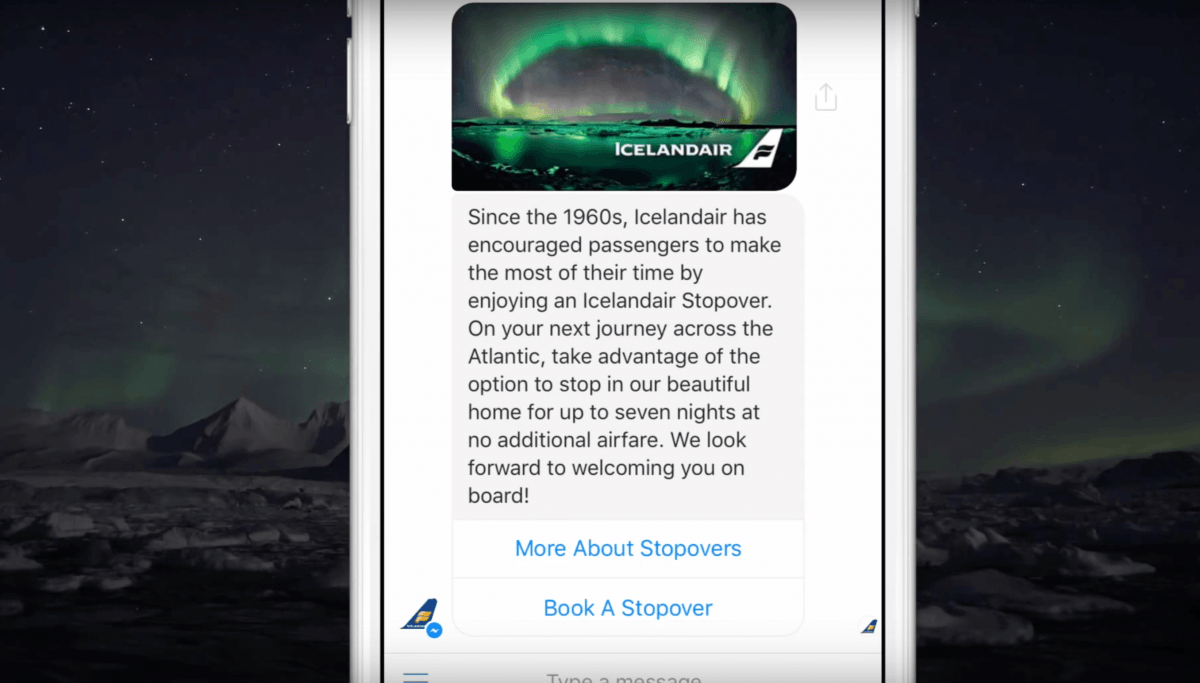 ICELANDAIR
Since the 1960s, Icelandair has
encouraged passengers to make
the most of their time by
enjoying an Icelandair Stopover.
On your next journey across the
Atlantic, take advantage of the
option to stop in our beautiful
home for up to seven nights at
no additional airfare. We look
forward to welcoming you on
board!
More About Stopovers
Book A Stopover
Type a message